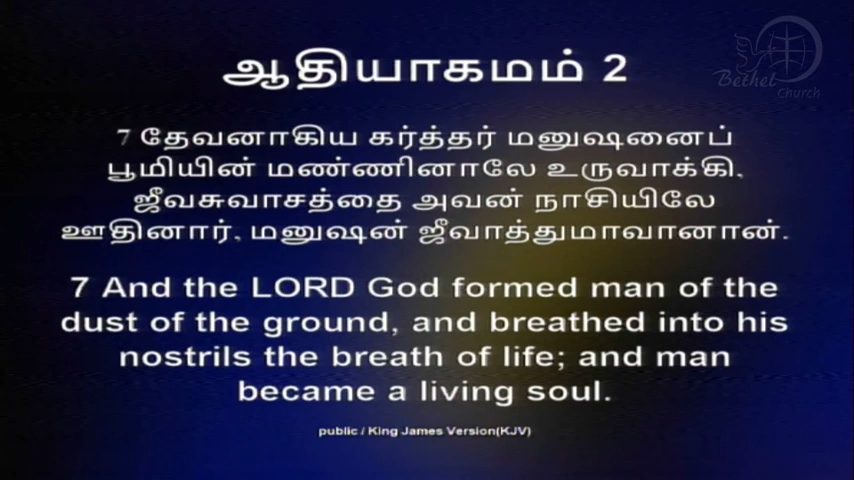 Bethel
Church
ஆதியாகமம் 2
7 தேவனாகிய கர்த்தர் மனுஷனைப்
பூமியின் மண்ணினாலே உருவாக்கி,
ஜீவசுவாசத்தை அவன் நாசியிலே
ஊதினார், மனுஷன் ஜீவாத்துமாவானான்.
7 And the LORD God formed man of the
dust of the ground, and breathed into his
nostrils the breath of life; and man
became a living soul.
public / King James Version(KJV)